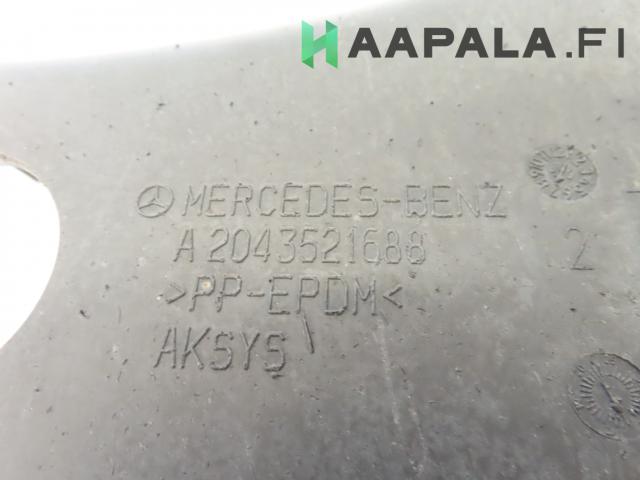 HAAPALA.FI
MERCEDES-BENZ
A 2043521688
2
>PP-EPDM<
AKSYS